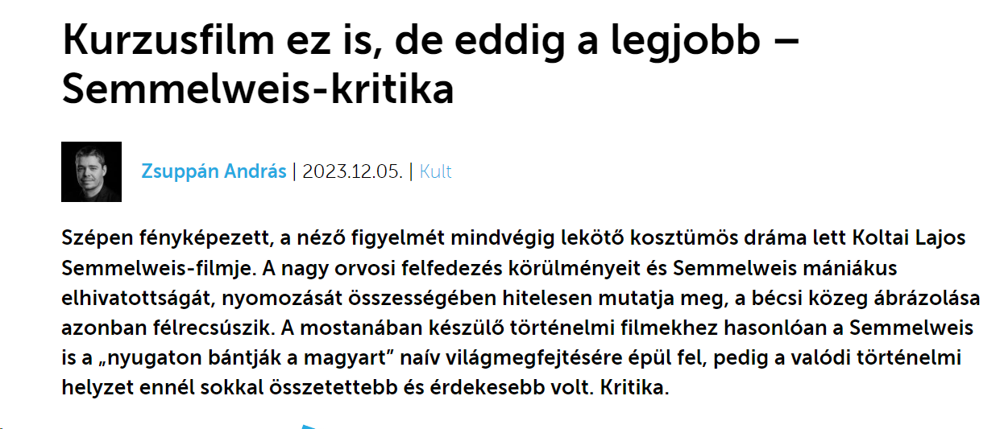 Kurzusfilm ez is, de eddig a legjobb –
Semmelweis-kritika
Zsuppán András | 2023.12.05. | Kult
Szépen fényképezett, a néző figyelmét mindvégig lekötő kosztümös dráma lett Koltai Lajos
Semmelweis-filmje. A nagy orvosi felfedezés körülményeit és Semmelweis mániákus
elhivatottságát, nyomozását összességében hitelesen mutatja meg, a bécsi közeg ábrázolása
azonban félrecsúszik. A mostanában készülő történelmi filmekhez hasonlóan a Semmelweis
is a „nyugaton bántják a magyart” naív világmegfejtésére épül fel, pedig a valódi történelmi
helyzet ennél sokkal összetettebb és érdekesebb volt. Kritika.